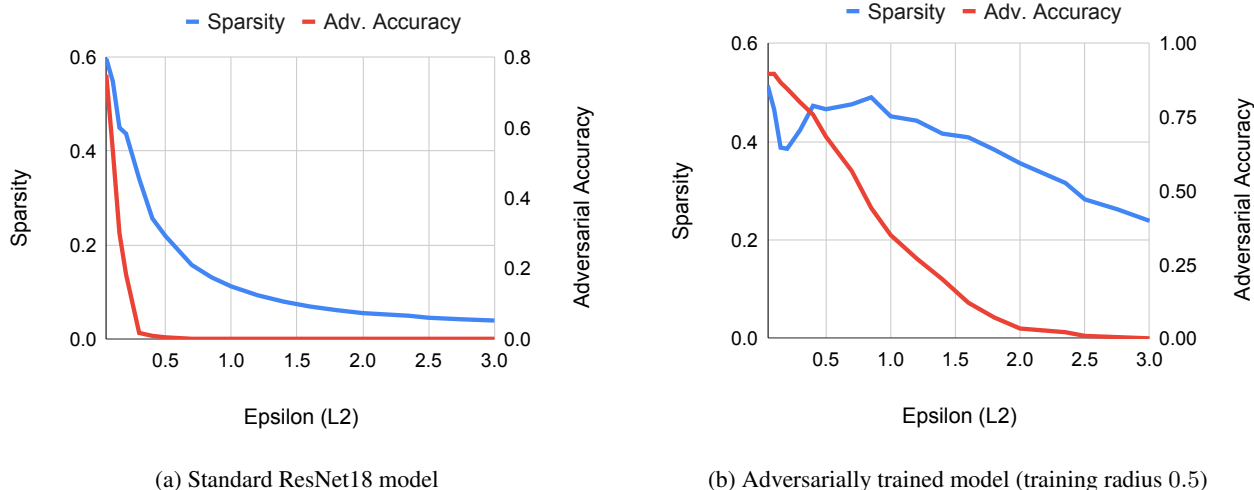 Sparsity Adv. Accuracy
0.6
0.4
0.2
0.0
Sparsity
0.8
0.6
0.4
0.2
0.0
Adversarial Accuracy
0.5 1.0 1.5 2.0 2.5 3.0
Epsilon (L2)
(a) Standard ResNet18 model
Sparsity Adv. Accuracy
0.6
0.4
0.2
0.0
Sparsity
1.00
0.75
0.50
0.25
0.00
Adversarial Accuracy
0.5 1.0 1.5 2.0 2.5 3.0
Epsilon (L2)
(b) Adversarially trained model (training radius 0.5)